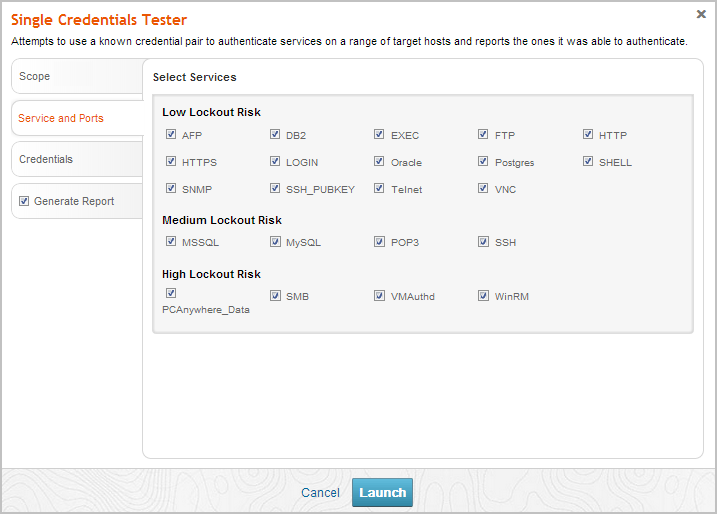 Single Credentials Tester
Attempts to use a known credential pair to authenticate services on a range of target hosts and reports the ones it was able to authenticate.
Scope
Service and Ports
Credentials
Generate Report
Select Services
Low Lockout Risk
AFP DB2 EXEC FTP HTTP
HTTPS LOGIN Oracle Postgres SHELL
SNMP SSH_PUBKEY Telnet VNC
Medium Lockout Risk
MSSQL MySQL POP3 SSH
High Lockout Risk
PCAnywhere_Data SMB VMAuthd WinRM
Cancel Launch